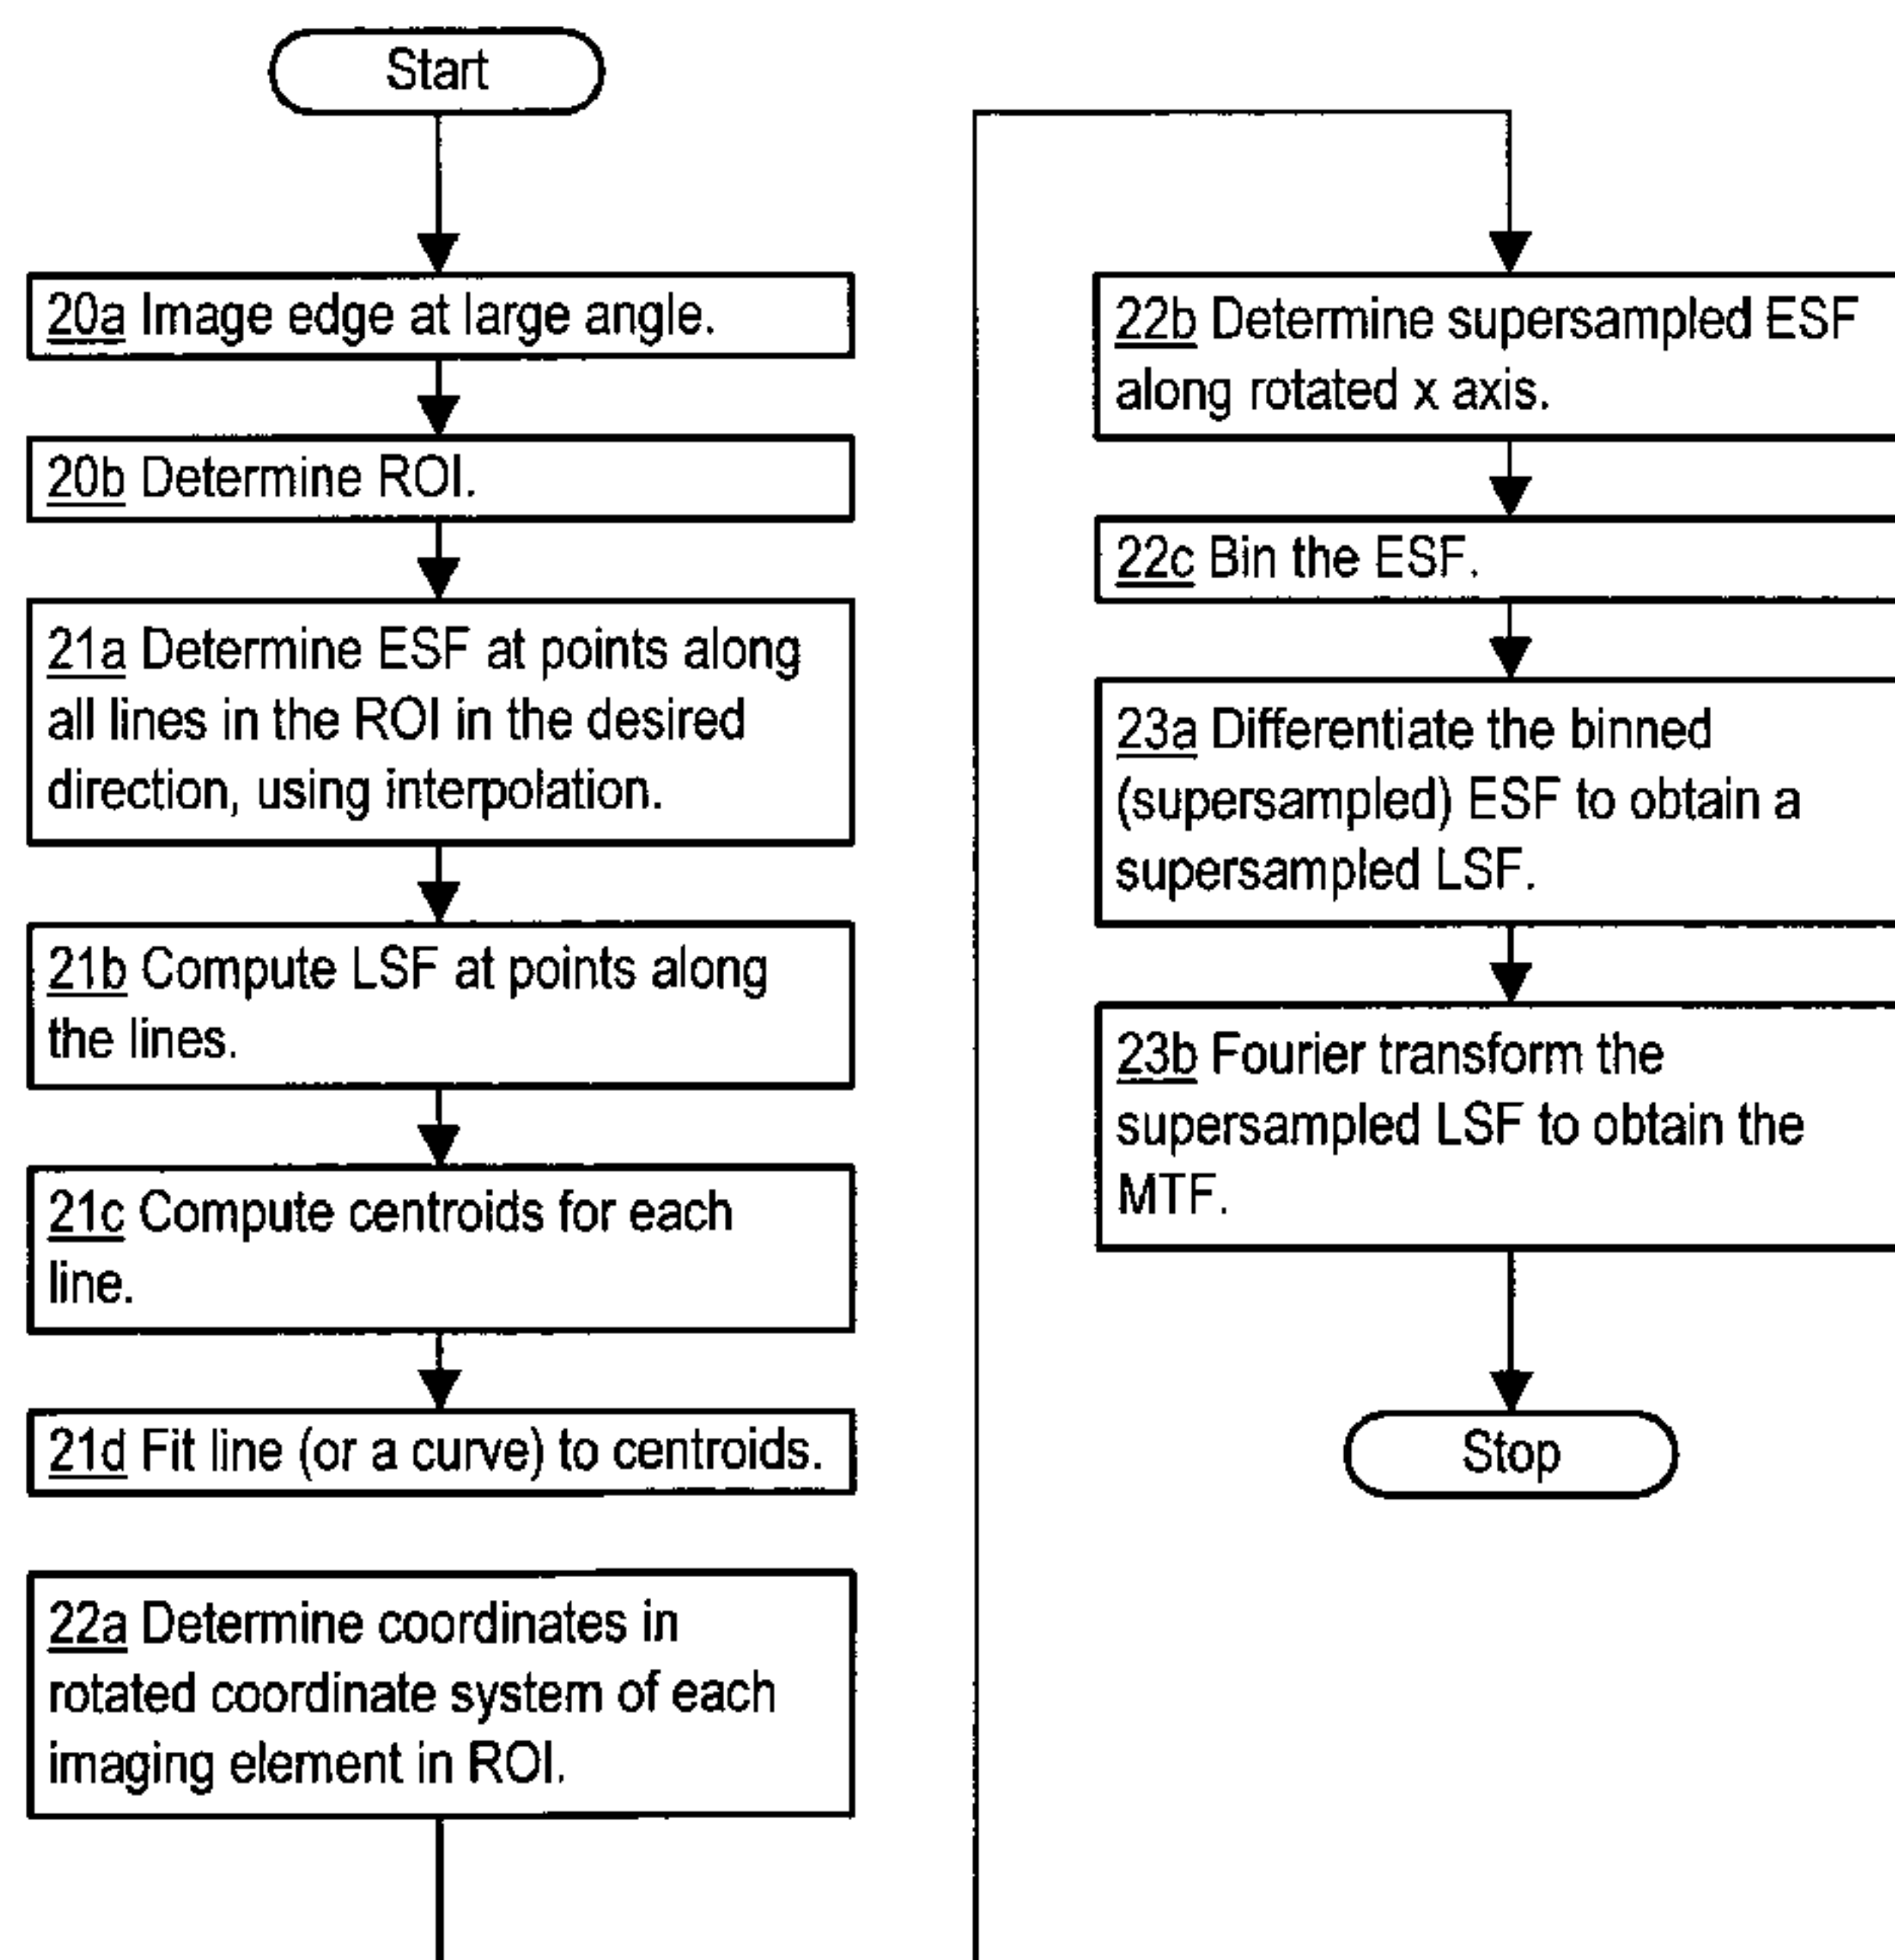 Start
20a Image edge at large angle.
20b Determine ROI.
21a Determine ESF at points along
all lines in the ROI in the desired
direction, using interpolation.
21b Compute LSF at points along
the lines.
21c Compute centroids for each
line.
21d Fit line (or a curve) to centroids.
22a Determine coordinates in
rotated coordinate system of each
imaging element in ROI.
22b Determine supersampled ESF
along rotated x axis.
22c Bin the ESF.
23a Differentiate the binned
(supersampled) ESF to obtain a
supersampled LSF.
23b Fourier transform the
supersampled LSF to obtain the
MTF.
Stop